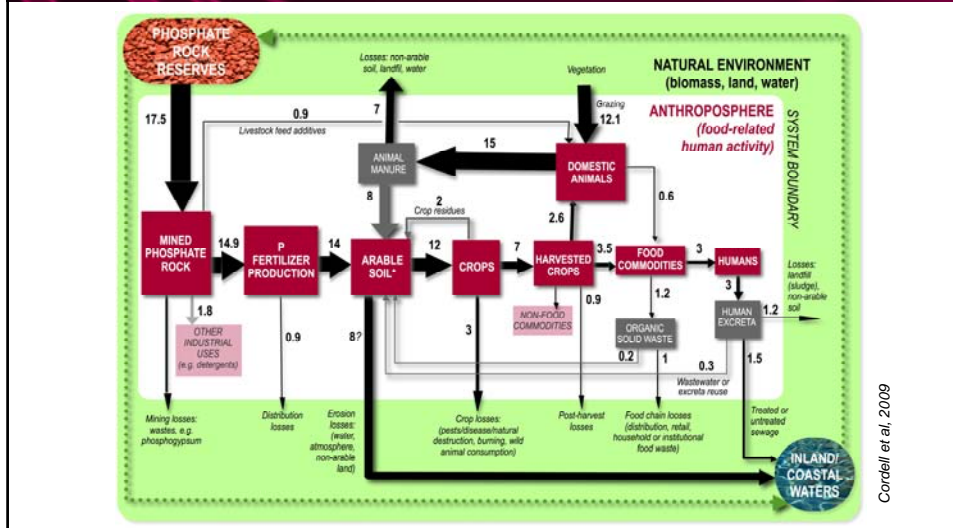 PHOSPHATE
ROCK
RESERVES
Losses: non-arable
soil, landfil, water
Vegetation
NATURAL ENVIRONMENT
(biomass, land, water)
17.5
0.9
Livestock feed additives
7
Grazing
12.1
ANTHROPOSPHERE
(food-related
human activity)
SYSTEM BOUNDARY
ANIMAL
MANURE
15
DOMESTIC
ANIMALS
8
2
Crop residues
2.6
0.6
MINED
PHOSPHATE
ROCK
14.9
P
FERTILIZER
PRODUCTION
14
ARABLE
SOIL*
12
CROPS
7
HARVESTED
CROPS
3.5
FOOD
COMMODITIES
3
HUMANS
Losses:
landfill
(sludge),
non-arable
soil
1.8
OTHER
INDUSTRIAL
USES
(e.g. detergents)
0.9
8?
3
NON-FOOD
COMMODITIES
0.9
1.2
ORGANIC
SOLID WASTE
0.2
1
3
HUMAN
EXCRETA
1.2
0.3
1.5
Wastewater or
excreta reuse
Mining losses:
wastes, e.g.
phosphogypsum
Distribution
losses
Erosion
losses:
(water,
atmosphere,
non-arable
land)
Crop losses:
(pests/disease/natural
destruction, burning, wild
animal consumption)
Post-harvest
losses
Food chain losses
(distribution, retail,
household or institutional
food waste)
Treated or
untreated
sewage
INLAND/
COASTAL
WATERS
Cordell et al, 2009